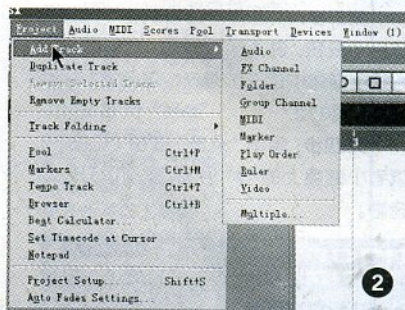 Project Audio MIDI Scores Pool Transport Devices Window (1)
Add Track
Duplicate Track
Remove Selected Tracks
Remove Empty Tracks
Track Folding
Pool Ctrl+P
Markers Ctrl+M
Tempo Track Ctrl+T
Browser Ctrl+B
Beat Calculator...
Set Timecode at Cursor
Notepad
Project Setup... Shift+S
Auto Fades Settings...
Audio
FX Channel
Folder
Group Channel
MIDI
Marker
Play Order
Ruler
Video
Multiple...
3
2